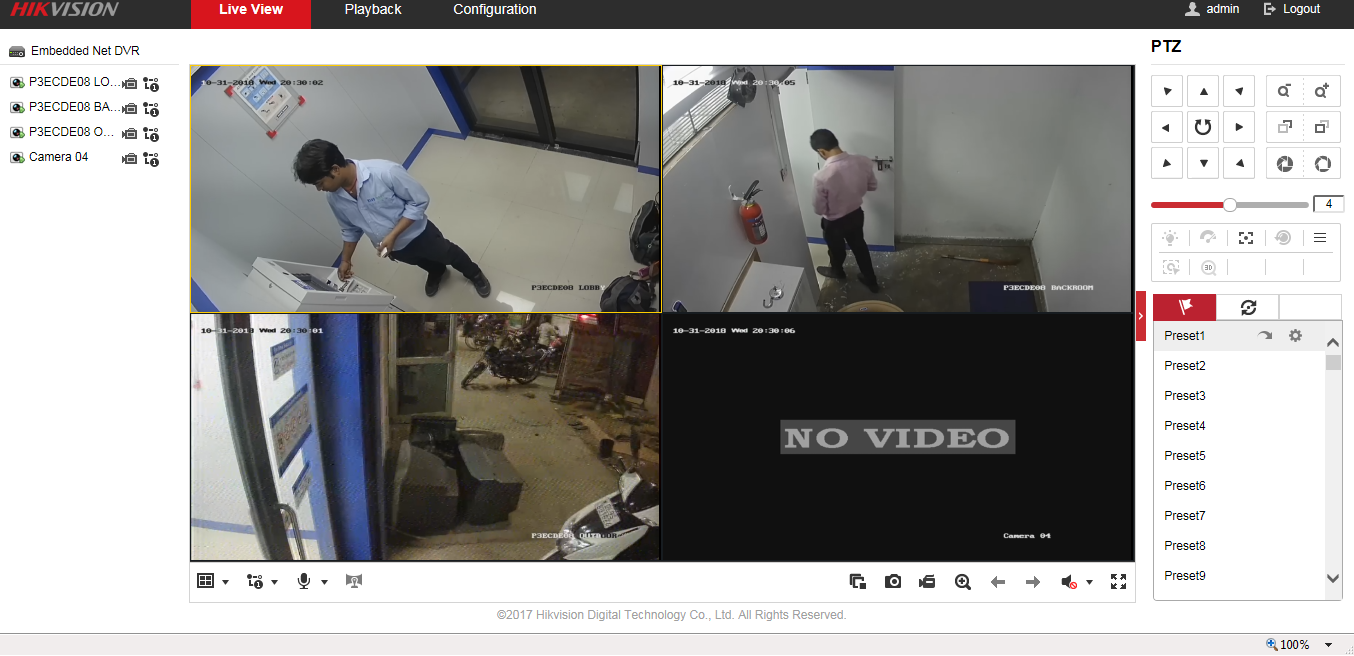 HIKVISION
Live View
Playback
Configuration
admin
Logout
Embedded Net DVR
P3ECDE08 LO...
P3ECDE08 BA...
P3ECDE08 O...
Camera 04
10-31-2018 Wed 20:30:02
P3ECDE08 LOBBY
10-31-2018 Wed 20:30:05
P3ECDE08 BACKROOM
10-31-2018 Wed 20:30:01
P3ECDE08 OUTDOOR
10-31-2018 Wed 20:30:06
NO VIDEO
Camera 04
PTZ
4
3D
Preset1
Preset2
Preset3
Preset4
Preset5
Preset6
Preset7
Preset8
Preset9
©2017 Hikvision Digital Technology Co., Ltd. All Rights Reserved.
100%